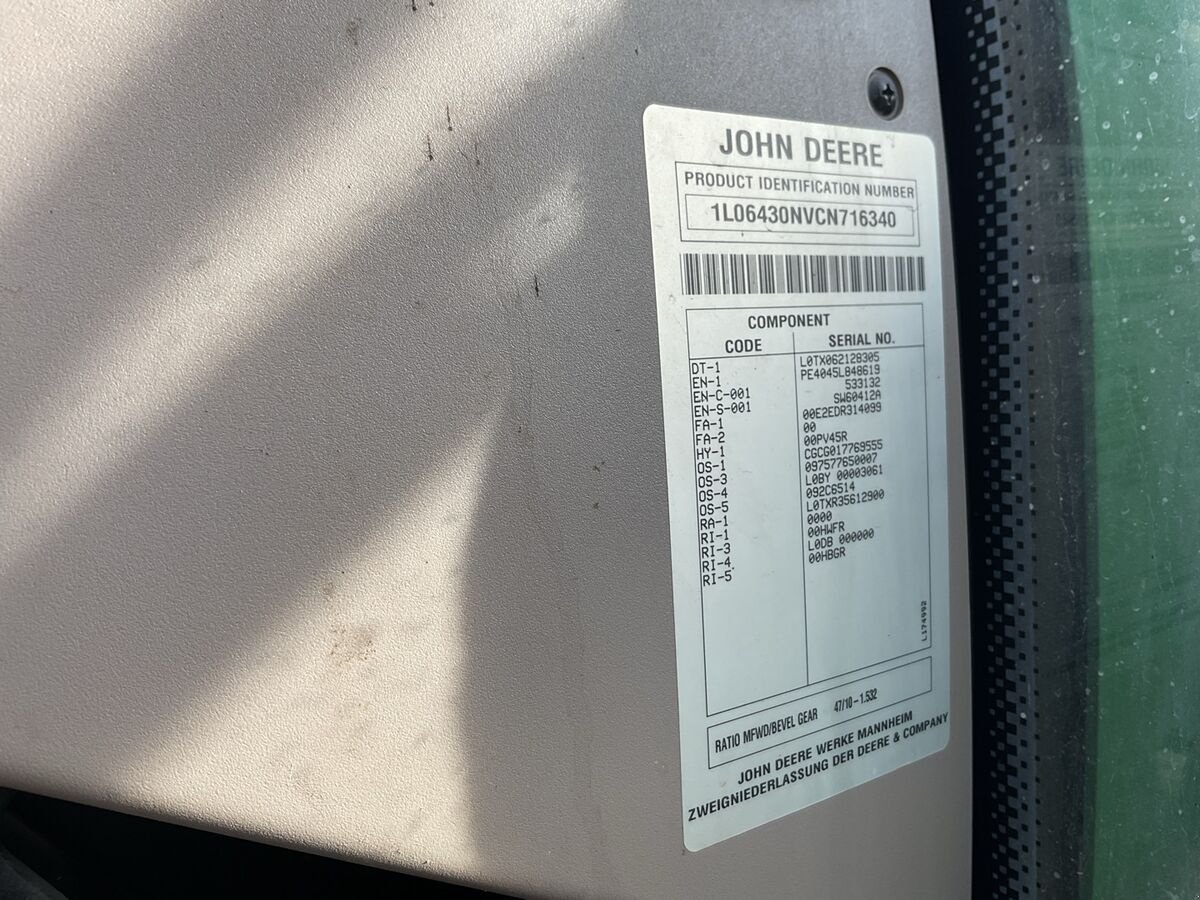 JOHN DEERE
PRODUCT IDENTIFICATION NUMBER
1L06430NVCN716340
COMPONENT
CODE SERIAL NO.
DT-1 L0TX062128305
EN-1 PE4045L848619
EN-C-001 533132
EN-S-001 SW60412A
FA-1 00E2EDR314099
FA-2 00
HY-1 00PV45R
OS-1 CGCG017769555
OS-3 097577650007
OS-4 L0BY 00003061
OS-5 092C6514
RA-1 L0TXR35612900
RI-1 0000
RI-3 00HWFR
RI-4 L0DB 000000
RI-5 00HBGR
L174992
RATIO MFWD/BEVEL GEAR 47/10-1.532
JOHN DEERE WERKE MANNHEIM
ZWEIGNIEDERLASSUNG DER DEERE & COMPANY